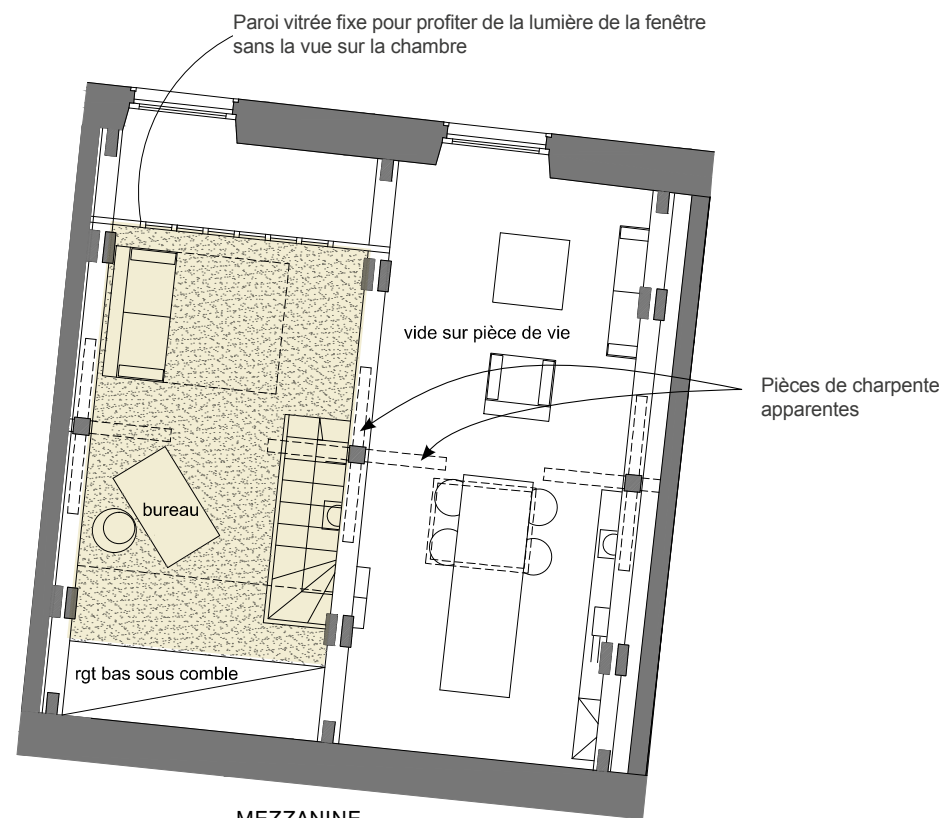 Paroi vitrée fixe pour profiter de la lumière de la fenêtre
sans la vue sur la chambre
vide sur pièce de vie
Pièces de charpente
apparentes
bureau
rgt bas sous comble
MEZZANINE